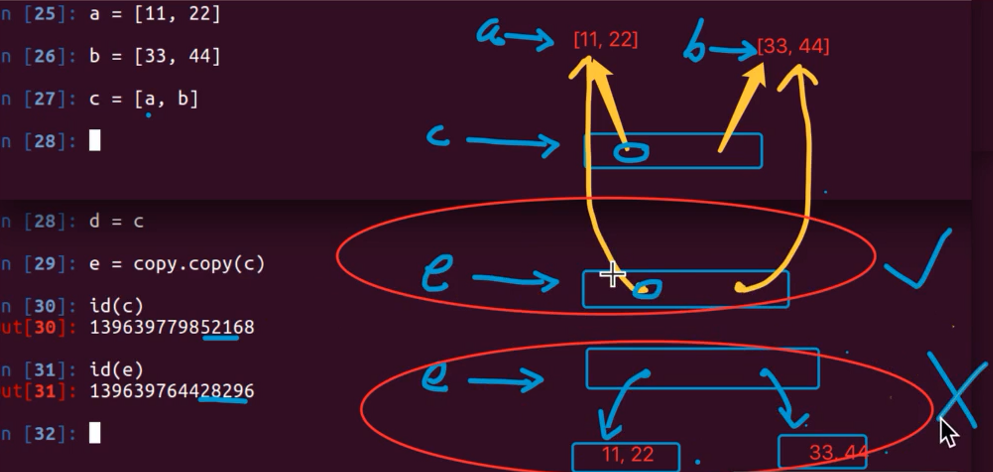 n [25]: a = [11, 22]
n [26]: b = [33, 44]
n [27]: c = [a, b]
n [28]:
a [11, 22] b [33, 44]
c
n [28]: d = c
n [29]: e = copy.copy(c)
n [30]: id(c)
ut[30]: 139639779852168
n [31]: id(e)
ut[31]: 139639764428296
n [32]:
e
e
11, 22 33, 44